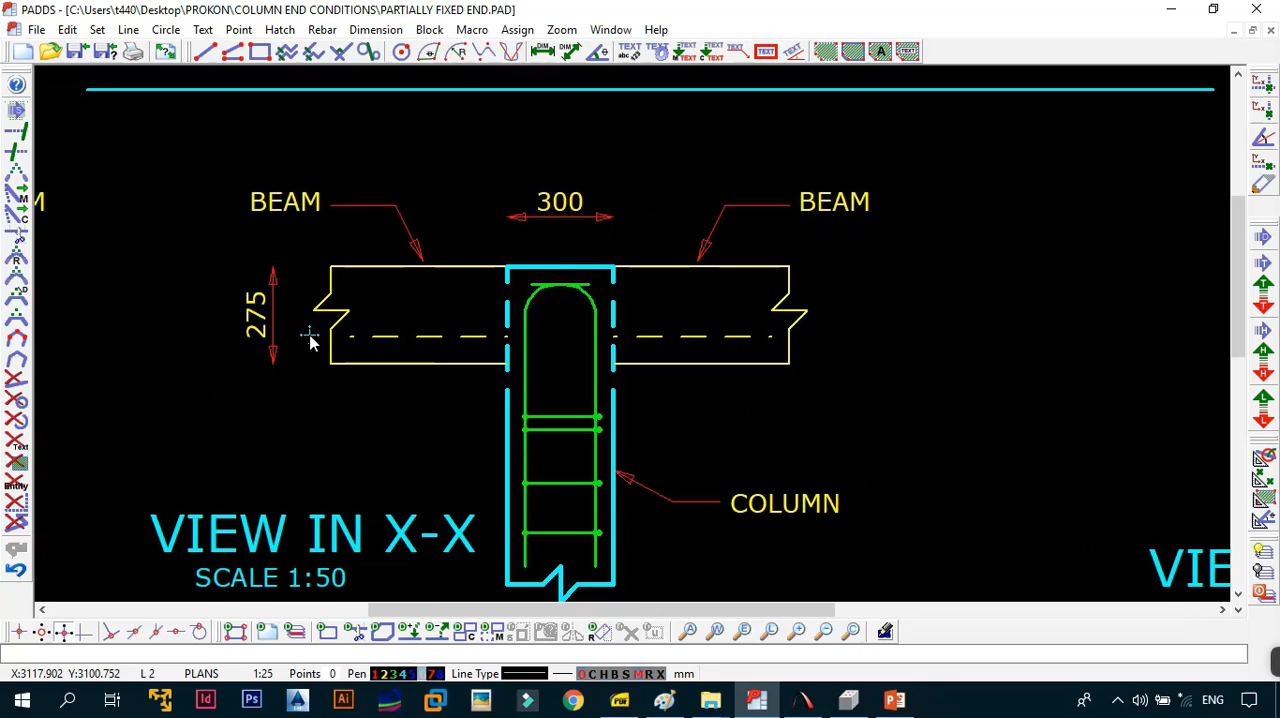 PADDS - [C:\Users\t440\Desktop\PROKON\COLUMN END CONDITIONS\PARTIALLY FIXED END.PAD]
File Edit View Set Line Circle Text Point Hatch Rebar Dimension Block Macro Assign Zoom Window Help
M
BEAM
300
BEAM
275
COLUMN
VIEW IN X-X
SCALE 1:50
VIE
X:3117.902 Y:3100.752 L 2 PLANS 1:25 Points 0 Pen 1 2 3 4 5 7 8 Line Type O C H B S M R X mm
ENG